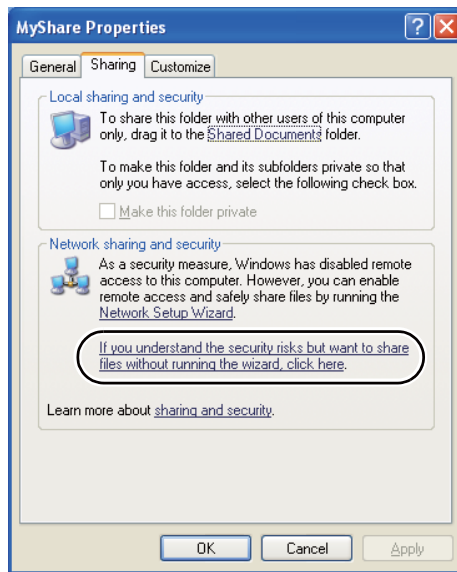 MyShare Properties
General Sharing Customize
Local sharing and security
To share this folder with other users of this computer
only, drag it to the Shared Documents folder.
To make this folder and its subfolders private so that
only you have access, select the following check box.
Make this folder private
Network sharing and security
As a security measure, Windows has disabled remote
access to this computer. However, you can enable
remote access and safely share files by running the
Network Setup Wizard.
If you understand the security risks but want to share
files without running the wizard, click here.
Learn more about sharing and security.
OK Cancel Apply